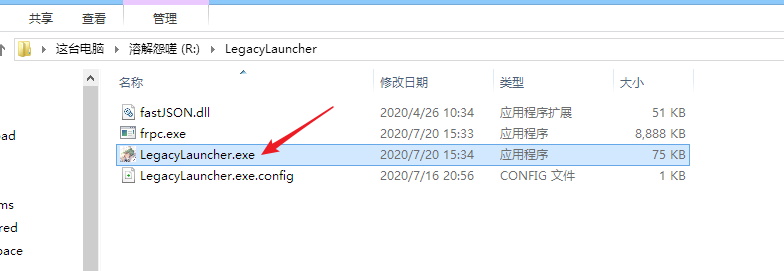 共享 查看 管理
这台电脑 溶解怨嗟 (R:) LegacyLauncher
名称 修改日期 类型 大小
fastJSON.dll 2020/4/26 10:34 应用程序扩展 51 KB
oad frpc.exe 2020/7/20 15:33 应用程序 8,888 KB
LegacyLauncher.exe 2020/7/20 15:34 应用程序 75 KB
LegacyLauncher.exe.config 2020/7/16 20:56 CONFIG 文件 1 KB
ms
red
pace